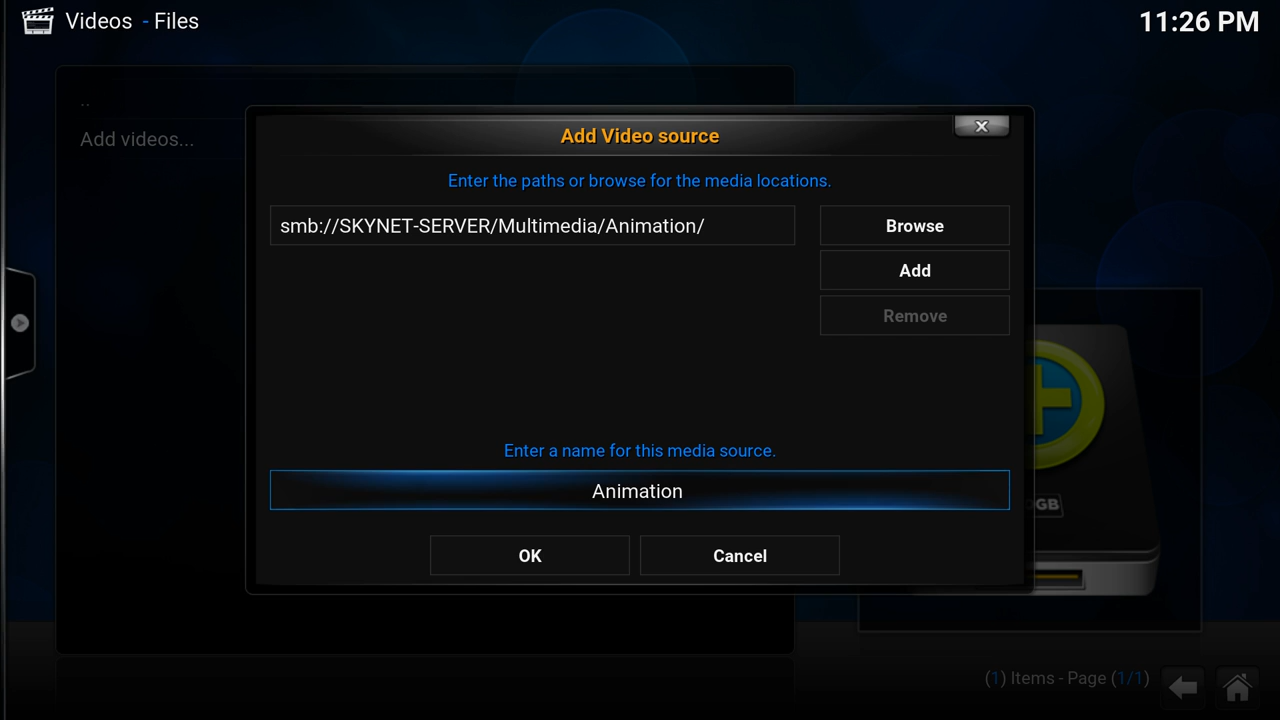 Videos - Files
11:26 PM
..
Add videos...
Add Video source
Enter the paths or browse for the media locations.
smb://SKYNET-SERVER/Multimedia/Animation/
Browse
Add
Remove
Enter a name for this media source.
Animation
GB
OK
Cancel
(1) Items - Page (1/1)